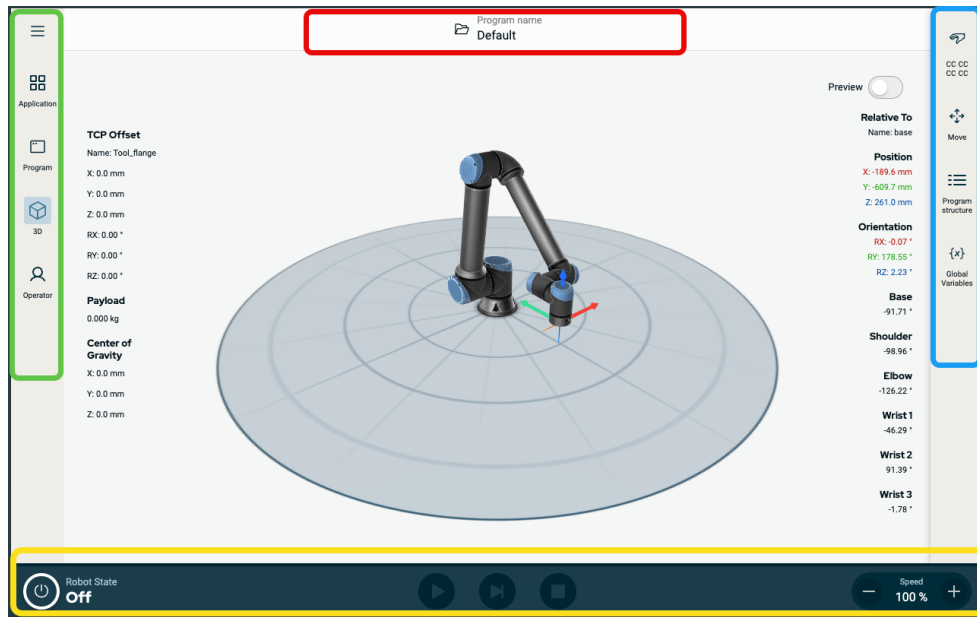 Program name
Default
Application
Program
3D
Operator
TCP Offset
Name: Tool_flange
X: 0.0 mm
Y: 0.0 mm
Z: 0.0 mm
RX: 0.00 °
RY: 0.00 °
RZ: 0.00 °
Payload
0.000 kg
Center of
Gravity
X: 0.0 mm
Y: 0.0 mm
Z: 0.0 mm
Preview
Relative To
Name: base
Position
X: -189.6 mm
Y: -609.7 mm
Z: 261.0 mm
Orientation
RX: -0.07 °
RY: 178.55 °
RZ: 2.23 °
Base
-91.71 °
Shoulder
-98.96 °
Elbow
-126.22 °
Wrist 1
-46.29 °
Wrist 2
91.39 °
Wrist 3
-1.78 °
CC CC
CC CC
Move
Program
structure
{x}
Global
Variables
Robot State
Off
Speed
100 %